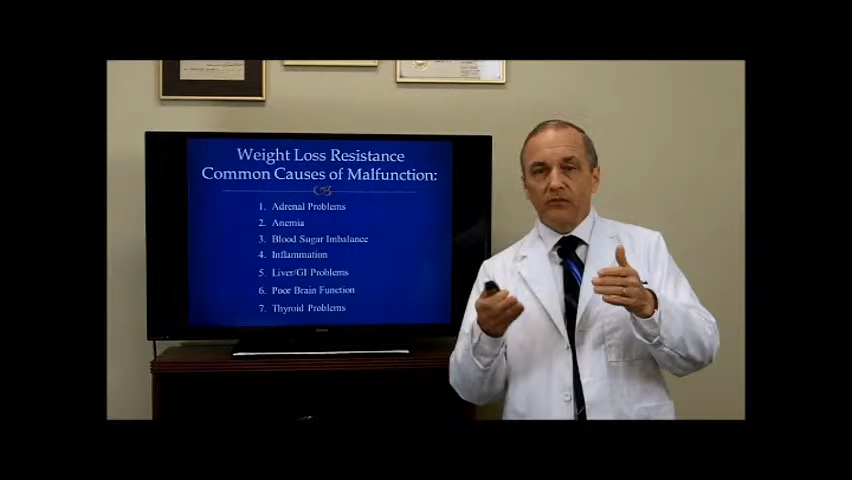 Weight Loss Resistance
Common Causes of Malfunction:
1. Adrenal Problems
2. Anemia
3. Blood Sugar Imbalance
4. Inflammation
5. Liver/GI Problems
6. Poor Brain Function
7. Thyroid Problems